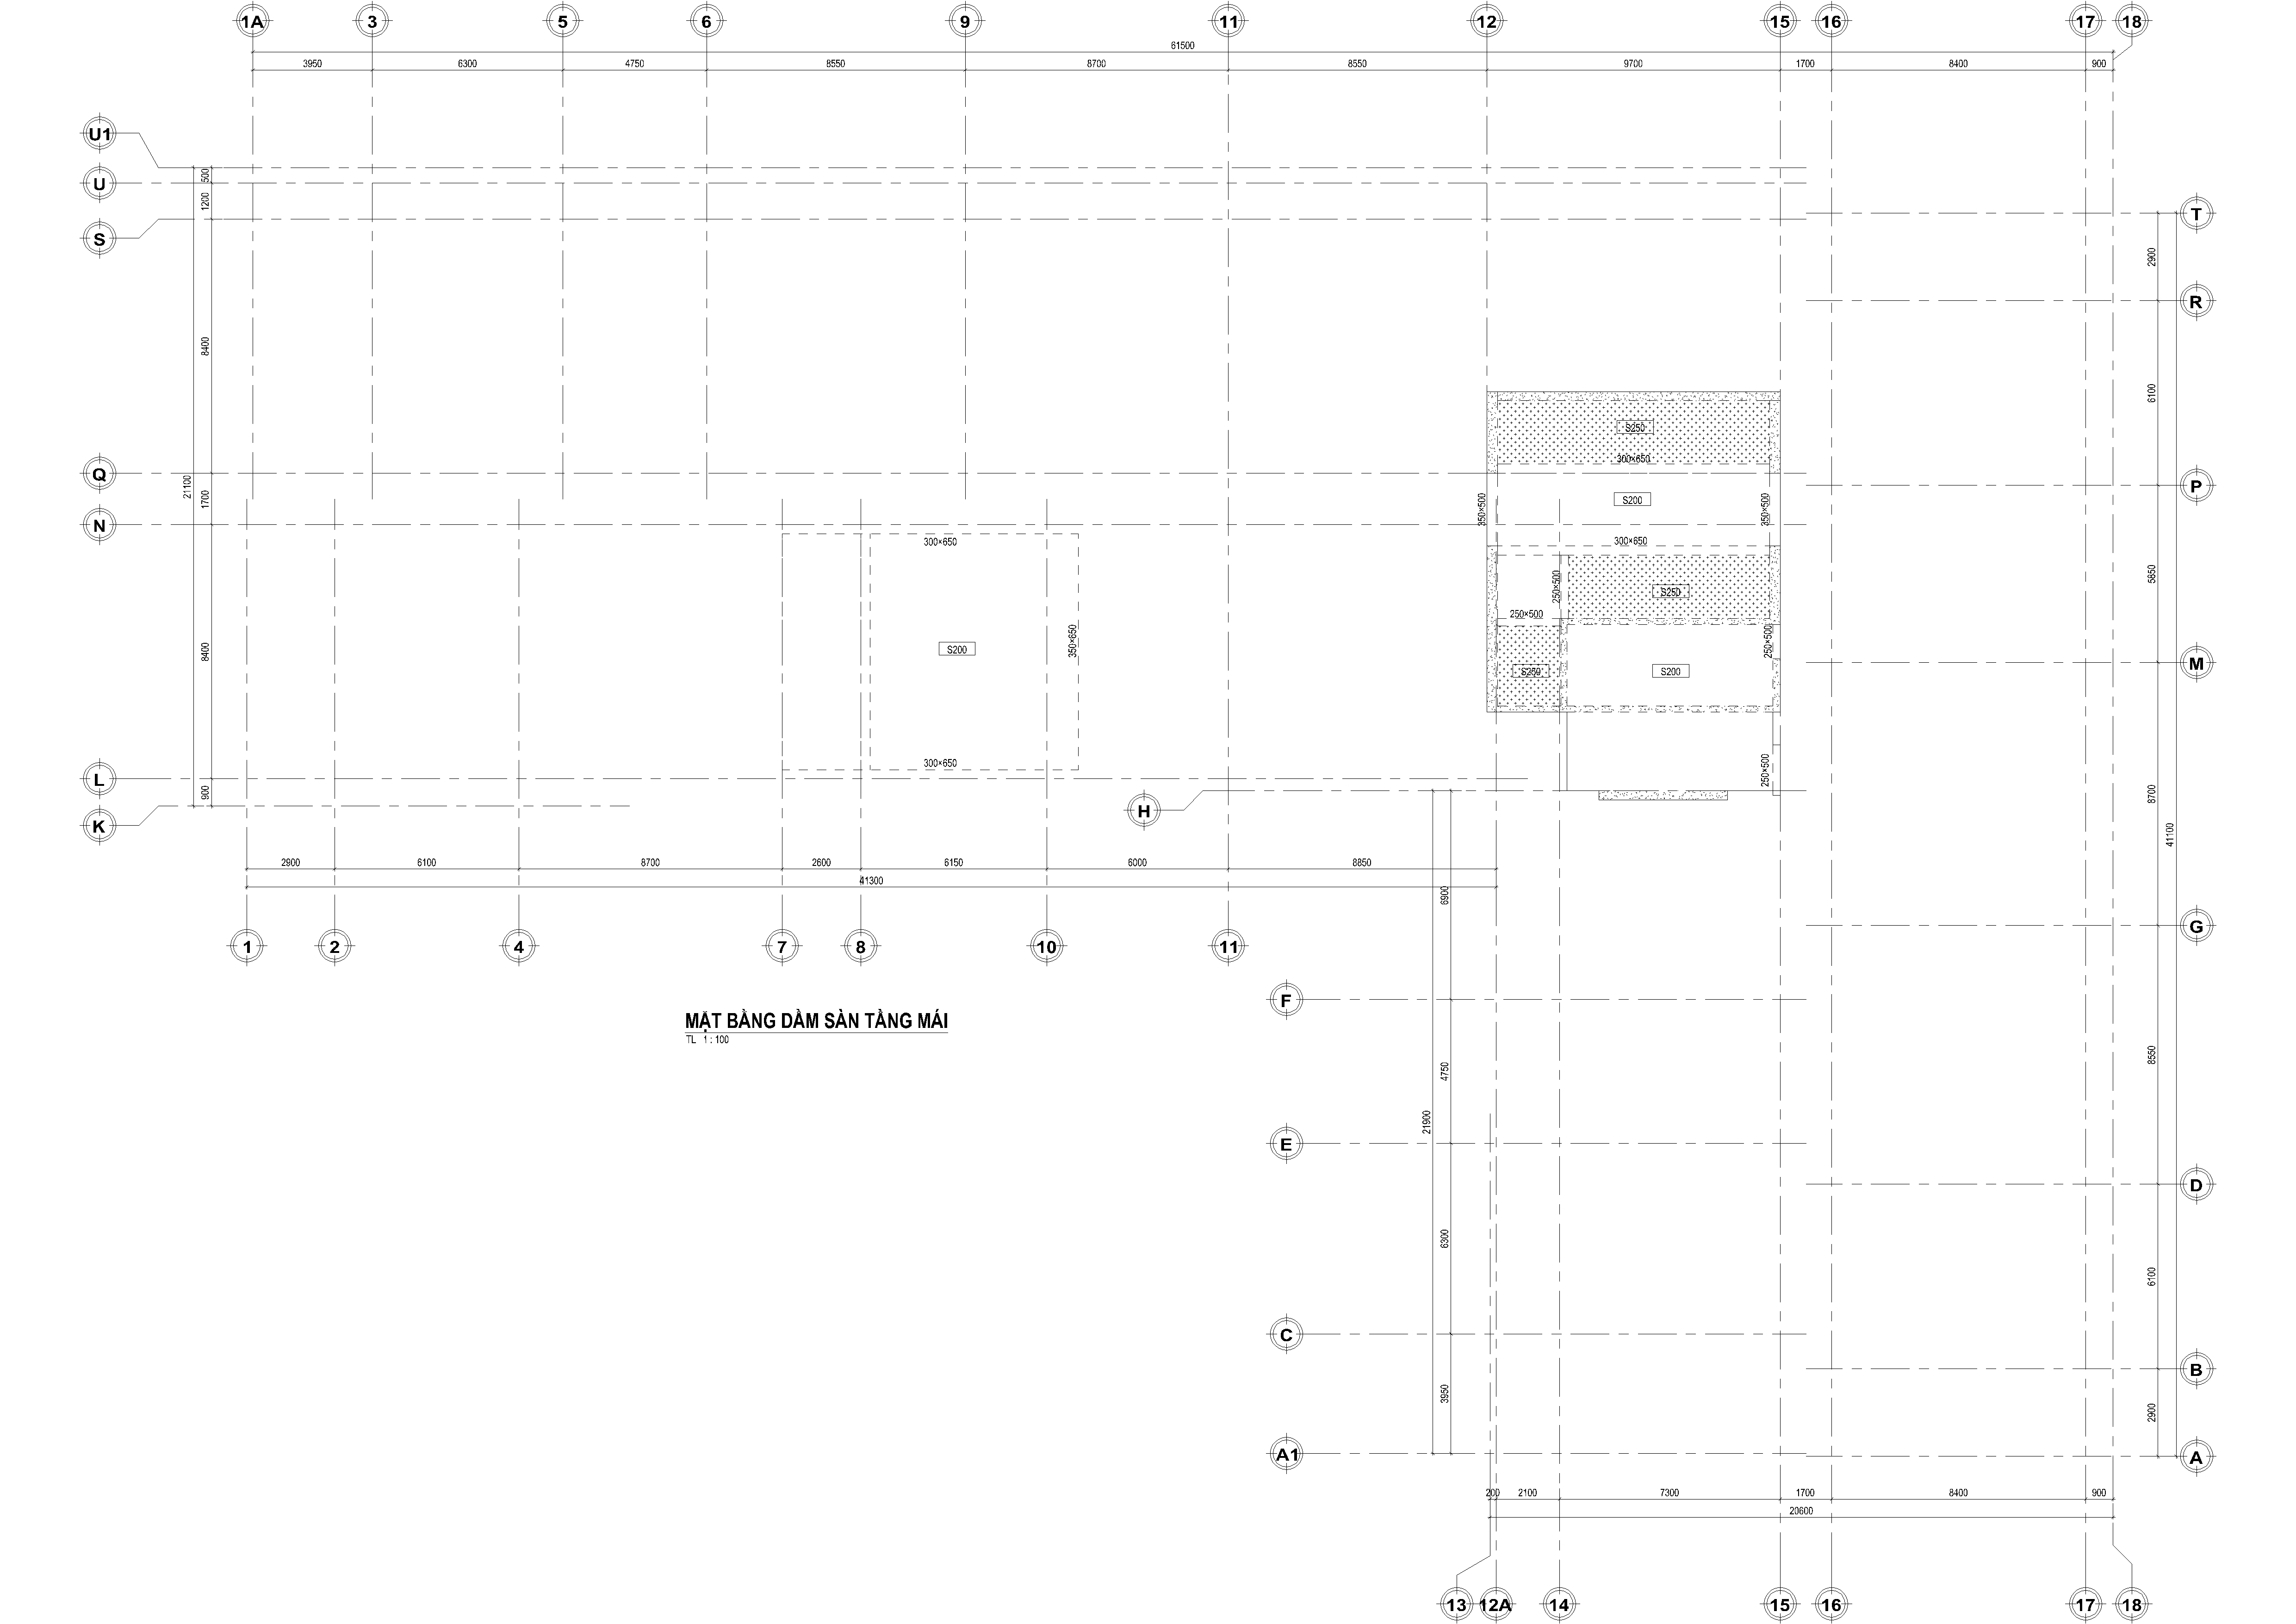 1A 3 5 6 9 11 12 15 16 17 18
61500
3950 6300 4750 8550 8700 8550 9700 1700 8400 900
U1
U
S
Q
N
L
K
500
1200
8400
1700
8400
900
21100
T
R
P
M
G
D
B
A
2900
6100
5850
8700
8550
6100
2900
41100
S250
300×650
S200
350×500
350×500
300×650
250×500
S250
250×500
250×500
S250
S200
250×500
300×650
350×650
S200
300×650
H
2900 6100 8700 2600 6150 6000 8850
41300
1 2 4 7 8 10 11
MẶT BẰNG DẦM SÀN TẦNG MÁI
TL 1 : 100
F
E
C
A1
6900
4750
6300
3950
21900
200 2100 7300 1700 8400 900
20600
13 12A 14 15 16 17 18